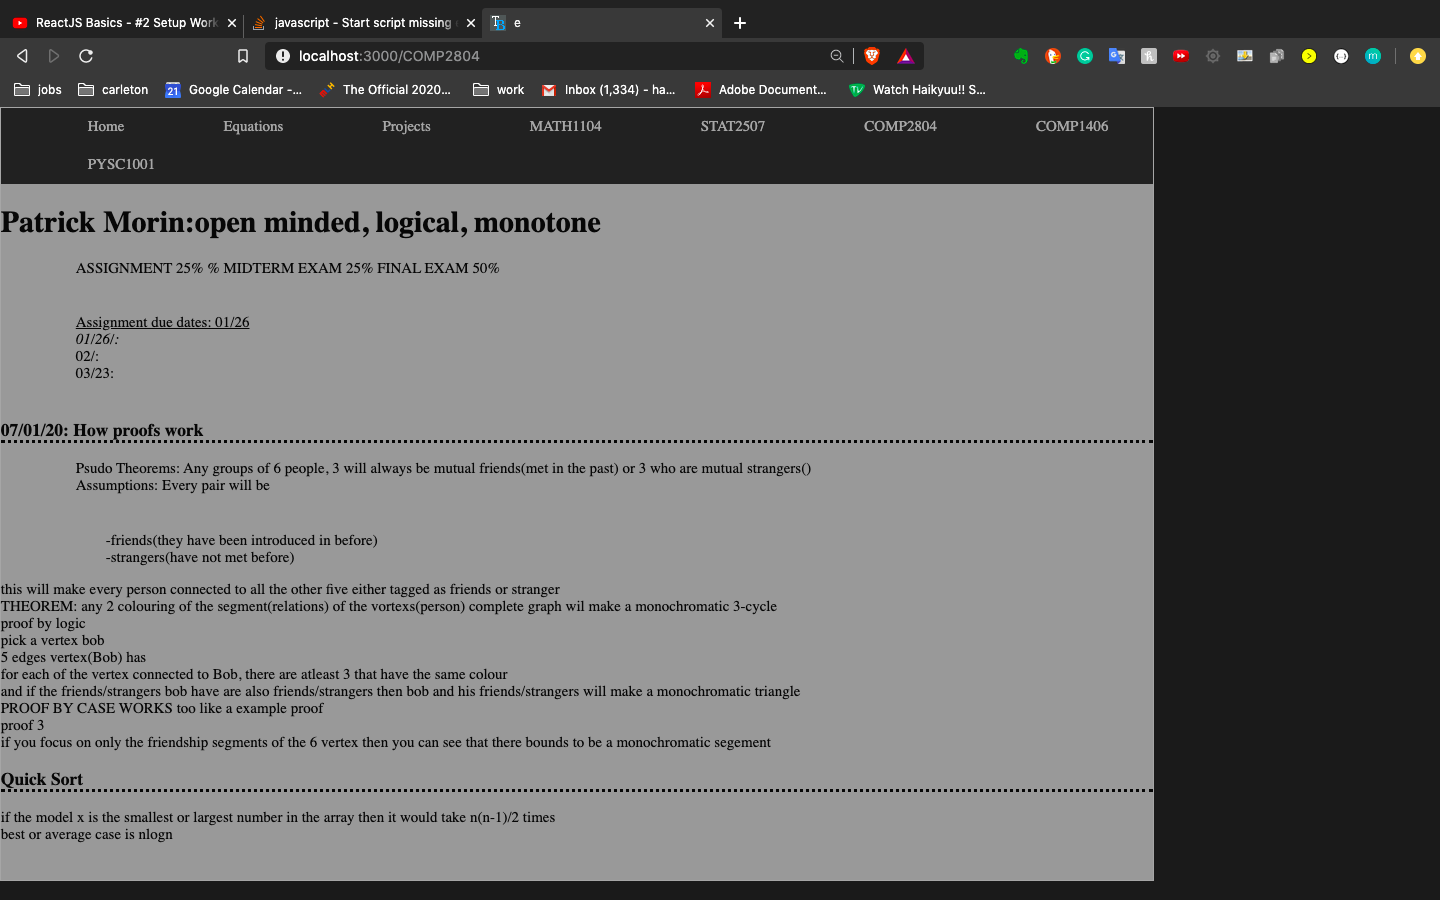 ReactJS Basics - #2 Setup Work
javascript - Start script missing
e
localhost:3000/COMP2804
jobs
carleton
21
Google Calendar -...
The Official 2020...
work
Inbox (1,334) - ha...
Adobe Document...
Watch Haikyuu!! S...
Home
Equations
Projects
MATH1104
STAT2507
COMP2804
COMP1406
PYSC1001
Patrick Morin:open minded, logical, monotone
ASSIGNMENT 25% % MIDTERM EXAM 25% FINAL EXAM 50%
Assignment due dates: 01/26
01/26/:
02/:
03/23:
07/01/20: How proofs work
Psudo Theorems: Any groups of 6 people, 3 will always be mutual friends(met in the past) or 3 who are mutual strangers()
Assumptions: Every pair will be
-friends(they have been introduced in before)
-strangers(have not met before)
this will make every person connected to all the other five either tagged as friends or stranger
THEOREM: any 2 colouring of the segment(relations) of the vortexs(person) complete graph wil make a monochromatic 3-cycle
proof by logic
pick a vertex bob
5 edges vertex(Bob) has
for each of the vertex connected to Bob, there are atleast 3 that have the same colour
and if the friends/strangers bob have are also friends/strangers then bob and his friends/strangers will make a monochromatic triangle
PROOF BY CASE WORKS too like a example proof
proof 3
if you focus on only the friendship segments of the 6 vertex then you can see that there bounds to be a monochromatic segement
Quick Sort
if the model x is the smallest or largest number in the array then it would take n(n-1)/2 times
best or average case is nlogn